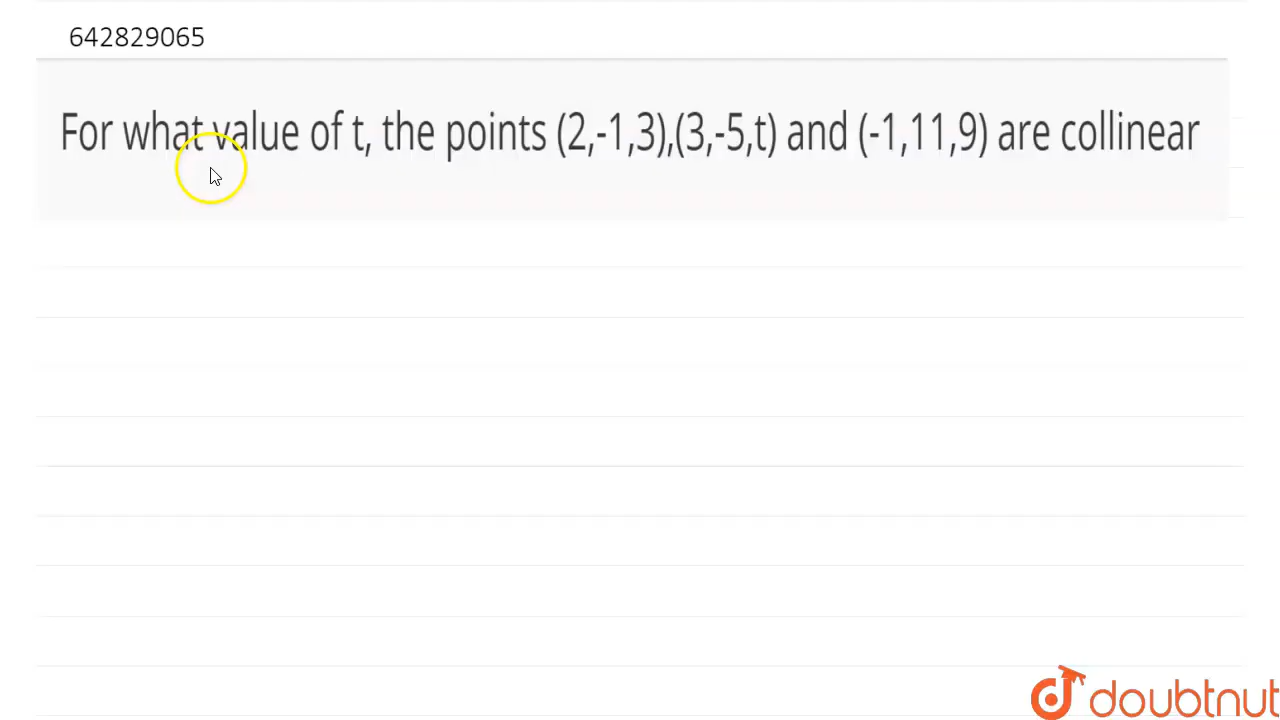 642829065
For what value of t, the points (2,-1,3),(3,-5,t) and (-1,11,9) are collinear
doubtnut